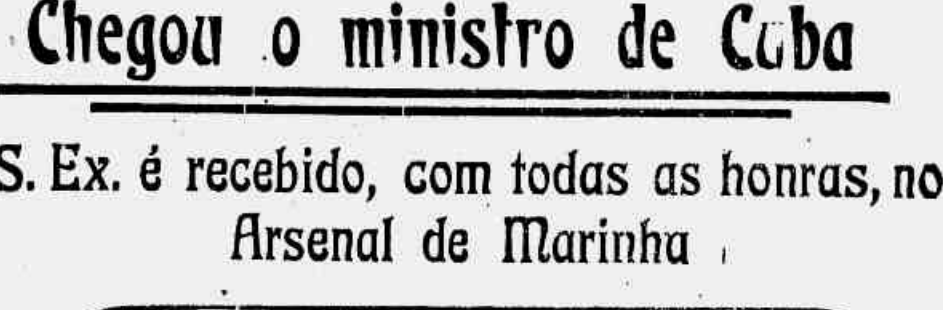 Chegou o ministro de Cuba
S. Ex. é recebido, com todas as honras, no
Arsenal de Marinha